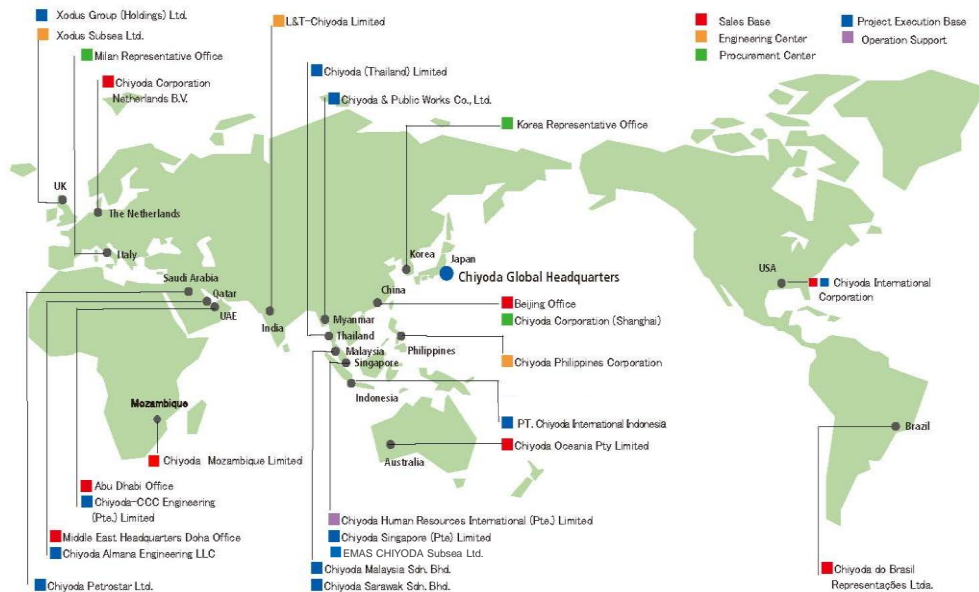 Xodus Group (Holdings) Ltd.
Xodus Subsea Ltd.
Milan Representative Office
Chiyoda Corporation
Netherlands B.V.
L&T-Chiyoda Limited
Chiyoda (Thailand) Limited
Chiyoda & Public Works Co., Ltd.
Korea Representative Office
Sales Base
Engineering Center
Procurement Center
Project Execution Base
Operation Support
UK
The Netherlands
Italy
Saudi Arabia
Qatar
UAE
India
Myanmar
Thailand
Malaysia
Singapore
Indonesia
Philippines
China
Korea
Japan
Chiyoda Global Headquarters
Beijing Office
Chiyoda Corporation (Shanghai)
Chiyoda Philippines Corporation
PT. Chiyoda International Indonesia
Chiyoda Oceania Pty Limited
Australia
USA
Chiyoda International
Corporation
Brazil
Mozambique
Chiyoda Mozambique Limited
Abu Dhabi Office
Chiyoda-CCC Engineering
(Pte.) Limited
Middle East Headquarters Doha Office
Chiyoda Almana Engineering LLC
Chiyoda Petrostar Ltd.
Chiyoda Human Resources International (Pte.) Limited
Chiyoda Singapore (Pte) Limited
EMAS CHIYODA Subsea Ltd.
Chiyoda Malaysia Sdn. Bhd.
Chiyoda Sarawak Sdn. Bhd.
Chiyoda do Brasil
Representações Ltda.